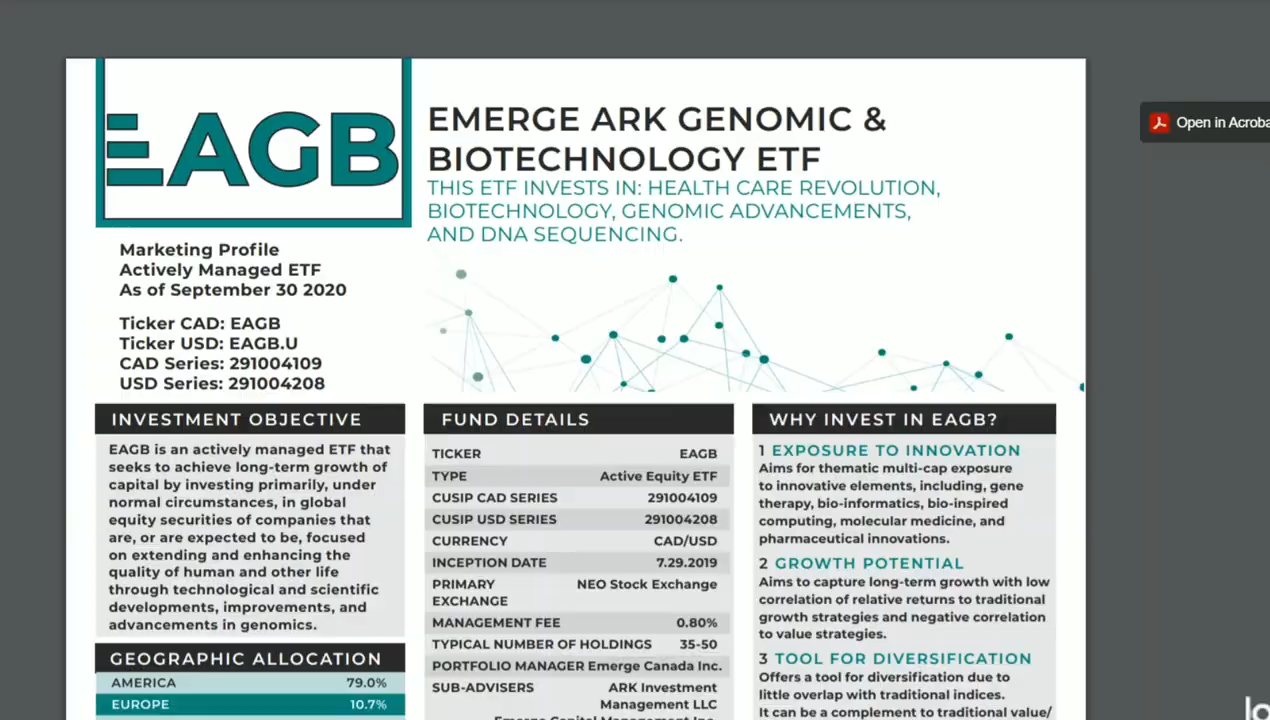 EAGB
EMERGE ARK GENOMIC &
BIOTECHNOLOGY ETF
THIS ETF INVESTS IN: HEALTH CARE REVOLUTION,
BIOTECHNOLOGY, GENOMIC ADVANCEMENTS,
AND DNA SEQUENCING.
Open in Acroba
Marketing Profile
Actively Managed ETF
As of September 30 2020
Ticker CAD: EAGB
Ticker USD: EAGB.U
CAD Series: 291004109
USD Series: 291004208
INVESTMENT OBJECTIVE
EAGB is an actively managed ETF that
seeks to achieve long-term growth of
capital by investing primarily, under
normal circumstances, in global
equity securities of companies that
are, or are expected to be, focused
on extending and enhancing the
quality of human and other life
through technological and scientific
developments, improvements, and
advancements in genomics.
GEOGRAPHIC ALLOCATION
AMERICA 79.0%
EUROPE 10.7%
FUND DETAILS
TICKER EAGB
TYPE Active Equity ETF
CUSIP CAD SERIES 291004109
CUSIP USD SERIES 291004208
CURRENCY CAD/USD
INCEPTION DATE 7.29.2019
PRIMARY NEO Stock Exchange
EXCHANGE
MANAGEMENT FEE 0.80%
TYPICAL NUMBER OF HOLDINGS 35-50
PORTFOLIO MANAGER Emerge Canada Inc.
SUB-ADVISERS ARK Investment
Management LLC
Emerge Capital Management Inc.
WHY INVEST IN EAGB?
1 EXPOSURE TO INNOVATION
Aims for thematic multi-cap exposure
to innovative elements, including, gene
therapy, bio-informatics, bio-inspired
computing, molecular medicine, and
pharmaceutical innovations.
2 GROWTH POTENTIAL
Aims to capture long-term growth with low
correlation of relative returns to traditional
growth strategies and negative correlation
to value strategies.
3 TOOL FOR DIVERSIFICATION
Offers a tool for diversification due to
little overlap with traditional indices.
It can be a complement to traditional value/